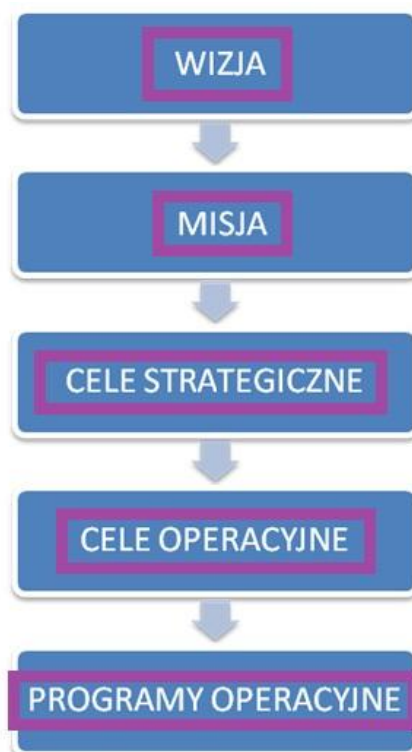 WIZJA
MISJA
CELE STRATEGICZNE
CELE OPERACYJNE
PROGRAMY OPERACYJNE